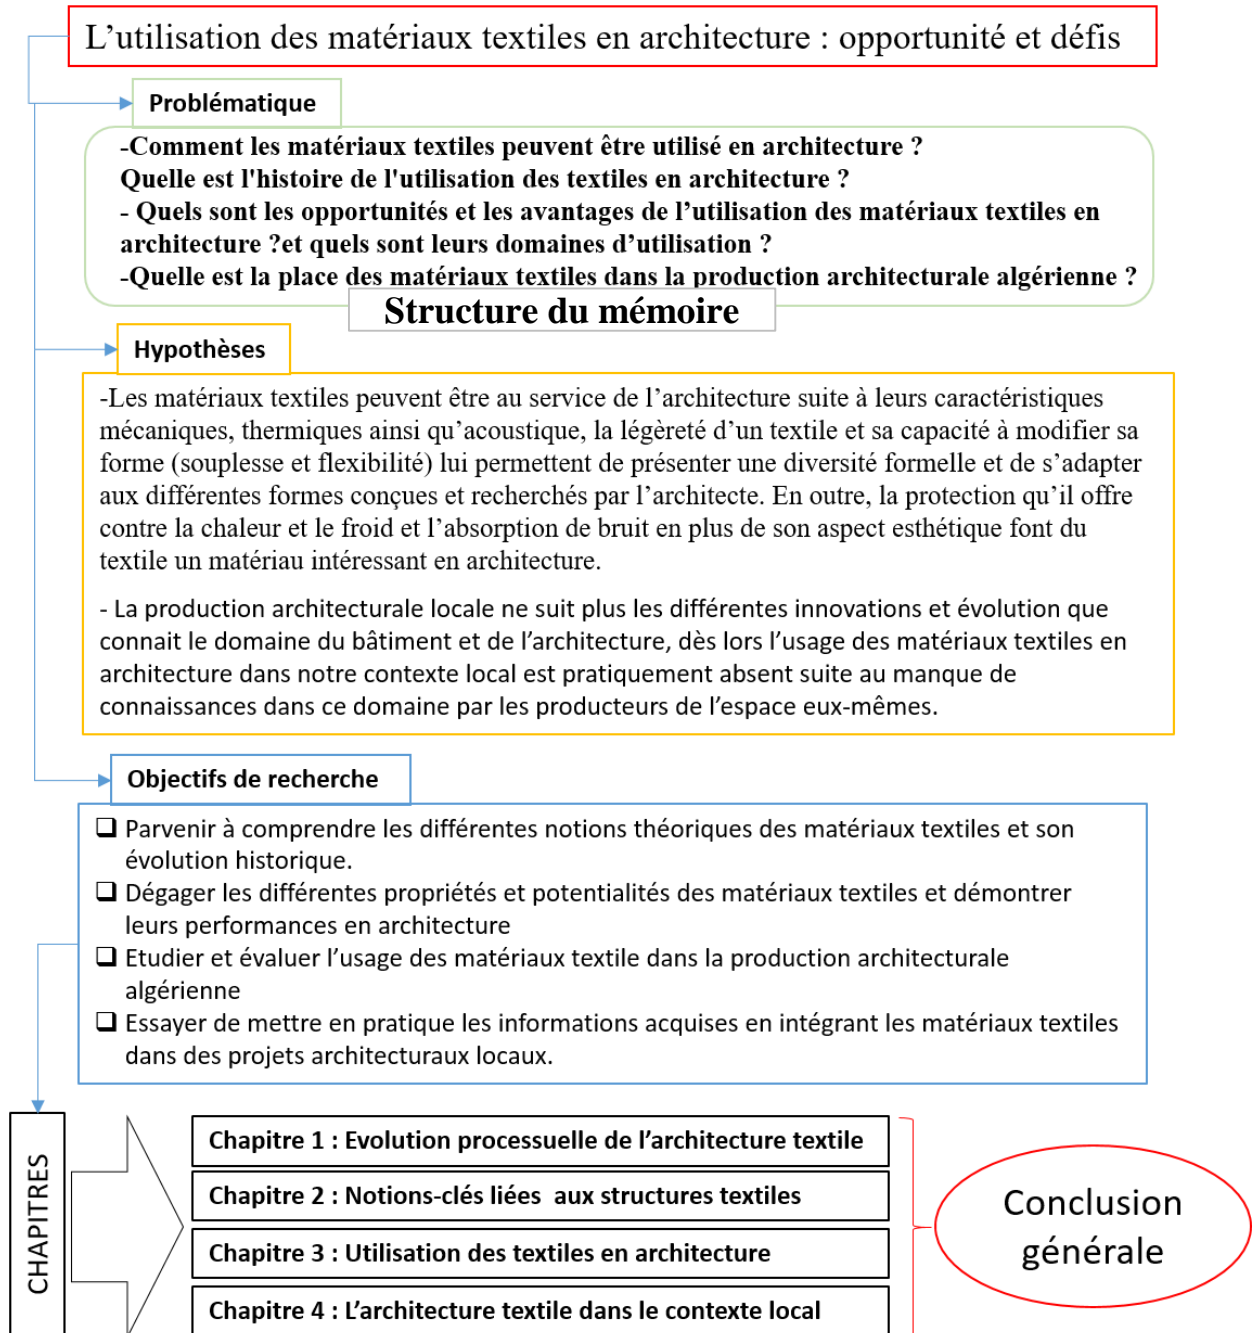 L’utilisation des matériaux textiles en architecture : opportunité et défis
Problématique
-Comment les matériaux textiles peuvent être utilisé en architecture ?
Quelle est l'histoire de l'utilisation des textiles en architecture ?
- Quels sont les opportunités et les avantages de l’utilisation des matériaux textiles en
architecture ?et quels sont leurs domaines d’utilisation ?
-Quelle est la place des matériaux textiles dans la production architecturale algérienne ?
Structure du mémoire
Hypothèses
-Les matériaux textiles peuvent être au service de l’architecture suite à leurs caractéristiques
mécaniques, thermiques ainsi qu’acoustique, la légèreté d’un textile et sa capacité à modifier sa
forme (souplesse et flexibilité) lui permettent de présenter une diversité formelle et de s’adapter
aux différentes formes conçues et recherchés par l’architecte. En outre, la protection qu’il offre
contre la chaleur et le froid et l’absorption de bruit en plus de son aspect esthétique font du
textile un matériau intéressant en architecture.
- La production architecturale locale ne suit plus les différentes innovations et évolution que
connait le domaine du bâtiment et de l’architecture, dès lors l’usage des matériaux textiles en
architecture dans notre contexte local est pratiquement absent suite au manque de
connaissances dans ce domaine par les producteurs de l’espace eux-mêmes.
Objectifs de recherche
❑ Parvenir à comprendre les différentes notions théoriques des matériaux textiles et son
évolution historique.
❑ Dégager les différentes propriétés et potentialités des matériaux textiles et démontrer
leurs performances en architecture
❑ Etudier et évaluer l’usage des matériaux textile dans la production architecturale
algérienne
❑ Essayer de mettre en pratique les informations acquises en intégrant les matériaux textiles
dans des projets architecturaux locaux.
CHAPITRES
Chapitre 1 : Evolution processuelle de l’architecture textile
Chapitre 2 : Notions-clés liées  aux structures textiles
Chapitre 3 : Utilisation des textiles en architecture
Chapitre 4 : L’architecture textile dans le contexte local
Conclusion
générale